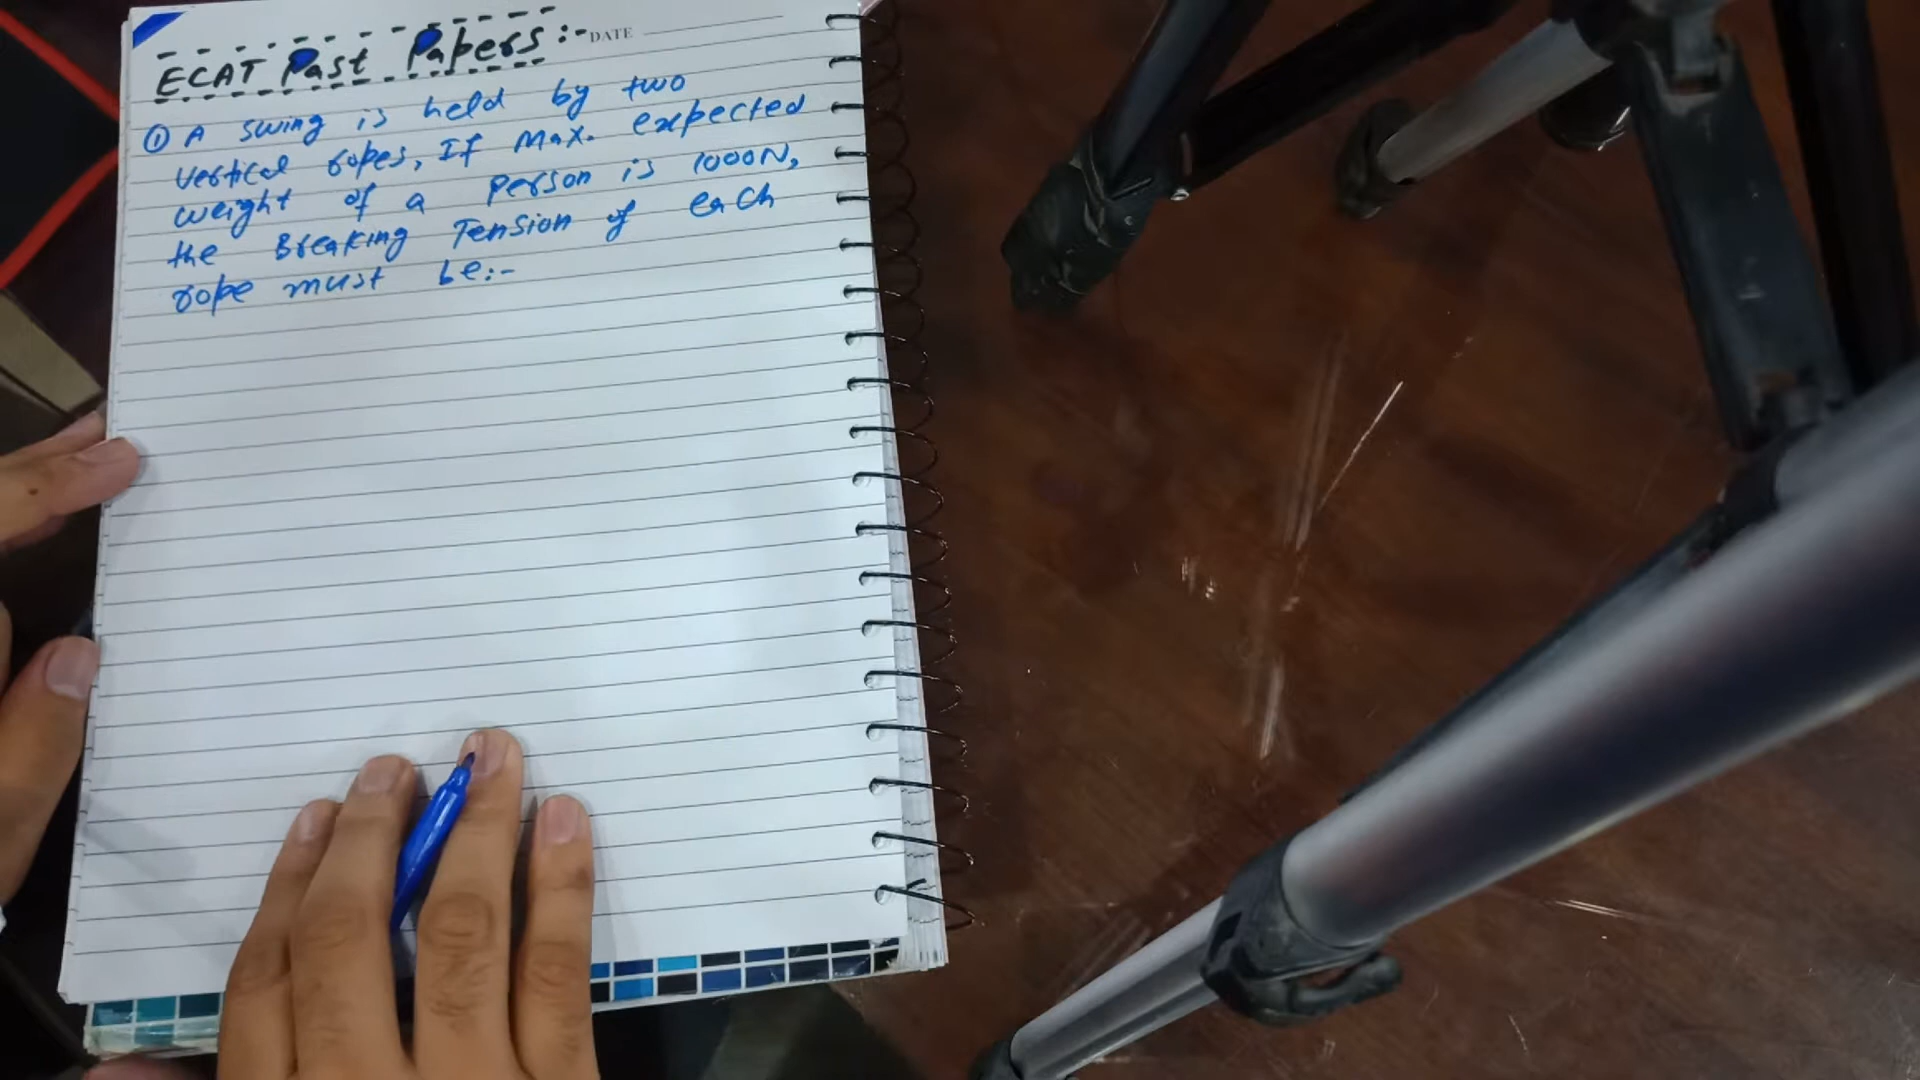 ECAT Past Papers :- DATE
① A swing is held by two
vertical ropes, If Max. expected
weight of a person is 1000N,
the Breaking Tension of each
rope must be:-